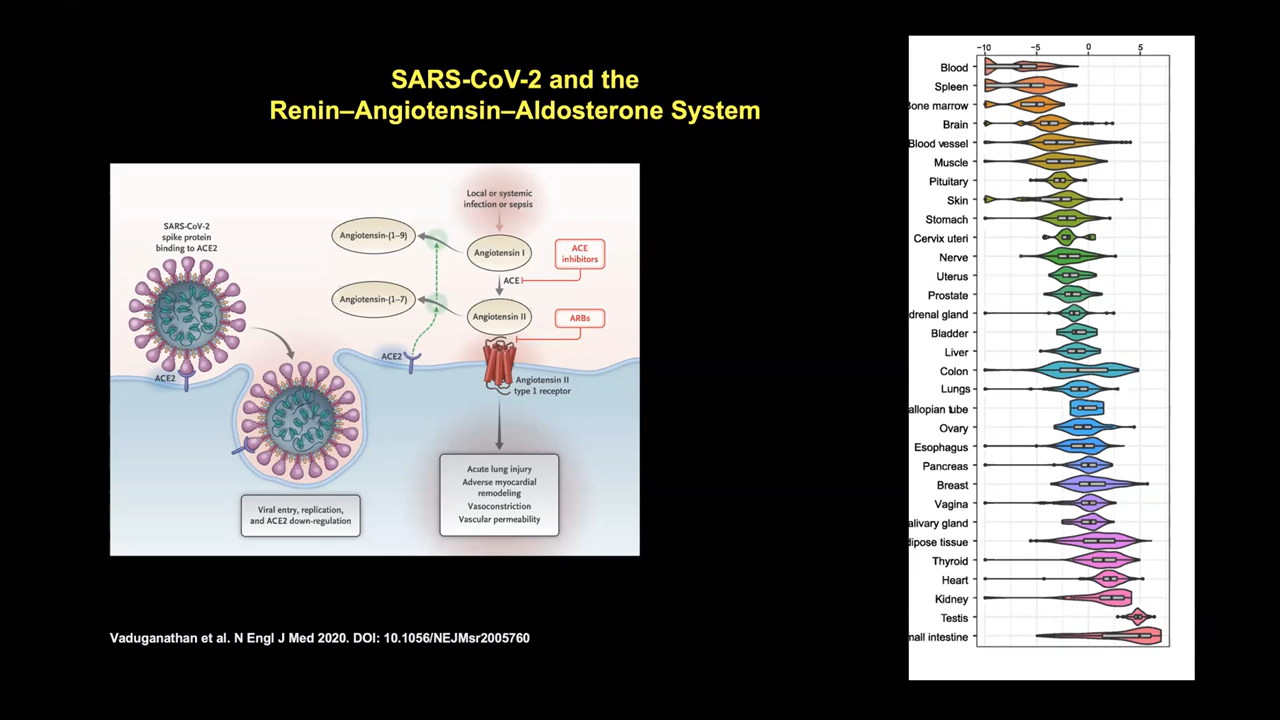 SARS-CoV-2 and the
Renin–Angiotensin–Aldosterone System
Local or systemic
infection or sepsis
SARS-CoV-2
spike protein
binding to ACE2
Angiotensin-(1–9)
Angiotensin I
ACE
inhibitors
ACE
Angiotensin-(1–7)
Angiotensin II
ARBs
ACE2
ACE2
Angiotensin II
type 1 receptor
Acute lung injury
Adverse myocardial
remodeling
Vasoconstriction
Vascular permeability
Viral entry, replication,
and ACE2 down-regulation
Vaduganathan et al. N Engl J Med 2020. DOI: 10.1056/NEJMsr2005760
-10 -5 0 5
Blood
Spleen
Bone marrow
Brain
Blood vessel
Muscle
Pituitary
Skin
Stomach
Cervix uteri
Nerve
Uterus
Prostate
drenal gland
Bladder
Liver
Colon
Lungs
allopian tube
Ovary
Esophagus
Pancreas
Breast
Vagina
alivary gland
dipose tissue
Thyroid
Heart
Kidney
Testis
mall intestine